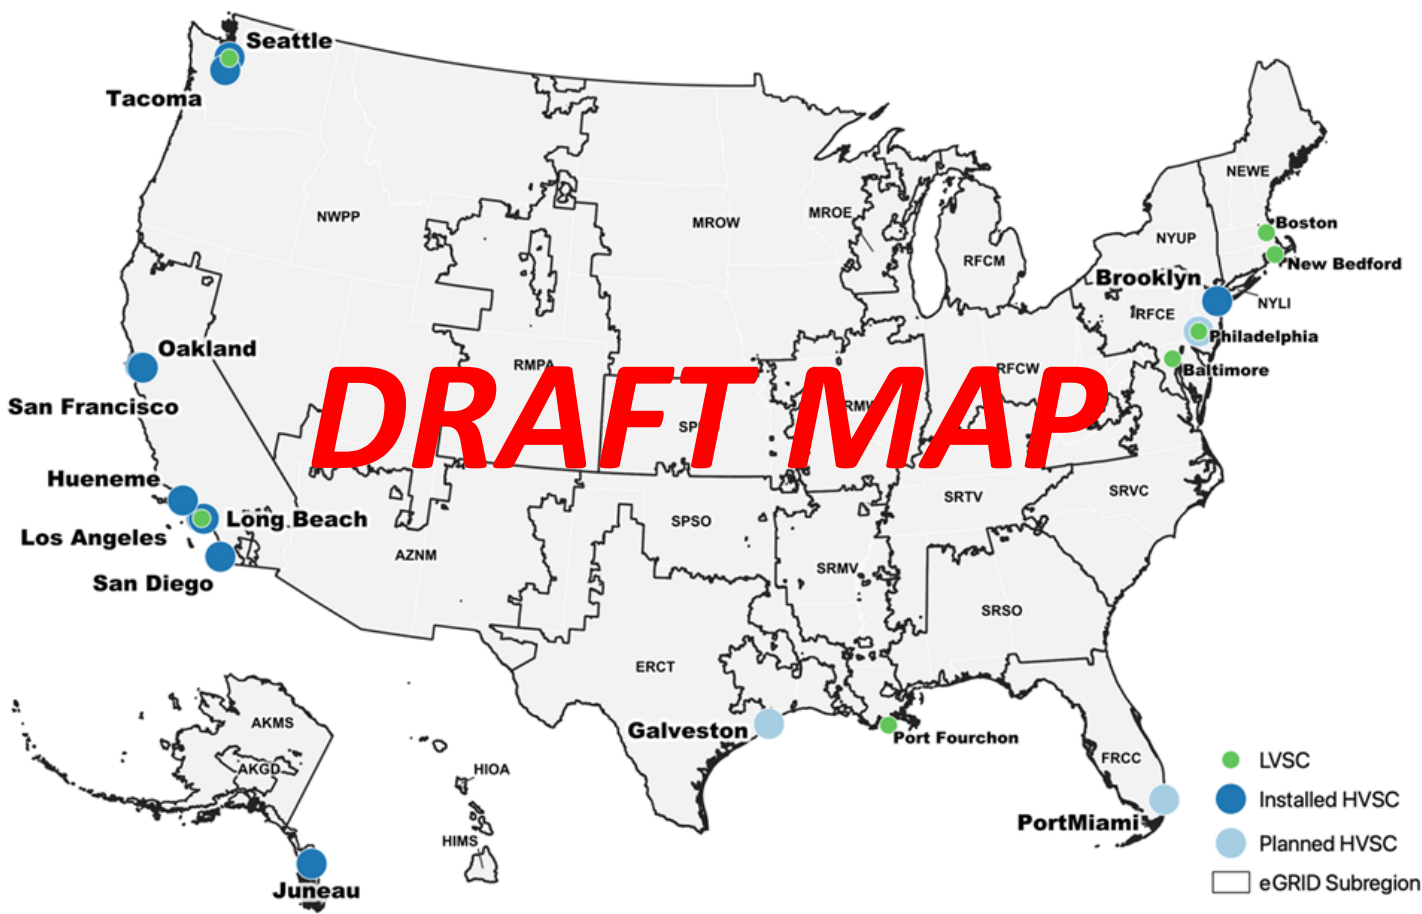 Seattle
Tacoma
NEWE
NWPP
MROW
MROE
Boston
NYUP
New Bedford
RFCM
Brooklyn
NYLI
RFCE
Philadelphia
Oakland
RMPA
RFCW
Baltimore
San Francisco
DRAFT MAP
Hueneme
SRTV
SRVC
Long Beach
Los Angeles
SPSO
AZNM
SRMV
San Diego
SRSO
ERCT
AKMS
Galveston
Port Fourchon
FRCC
LVSC
AKGD
HIOA
Installed HVSC
PortMiami
HIMS
Planned HVSC
Juneau
eGRID Subregion